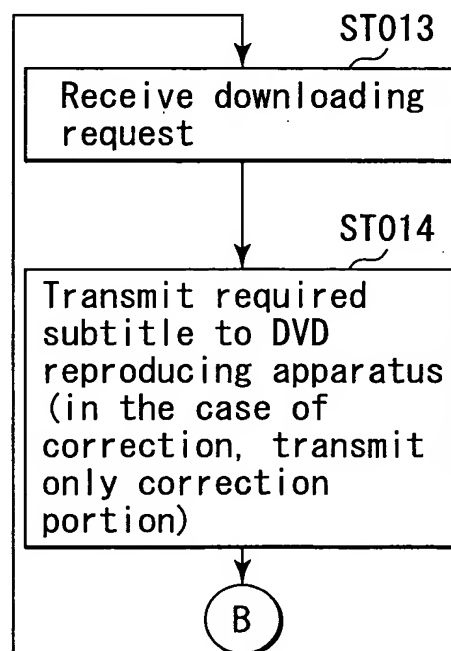 ST013
Receive downloading
request
ST014
Transmit required
subtitle to DVD
reproducing apparatus
(in the case of
correction, transmit
only correction
portion)
B